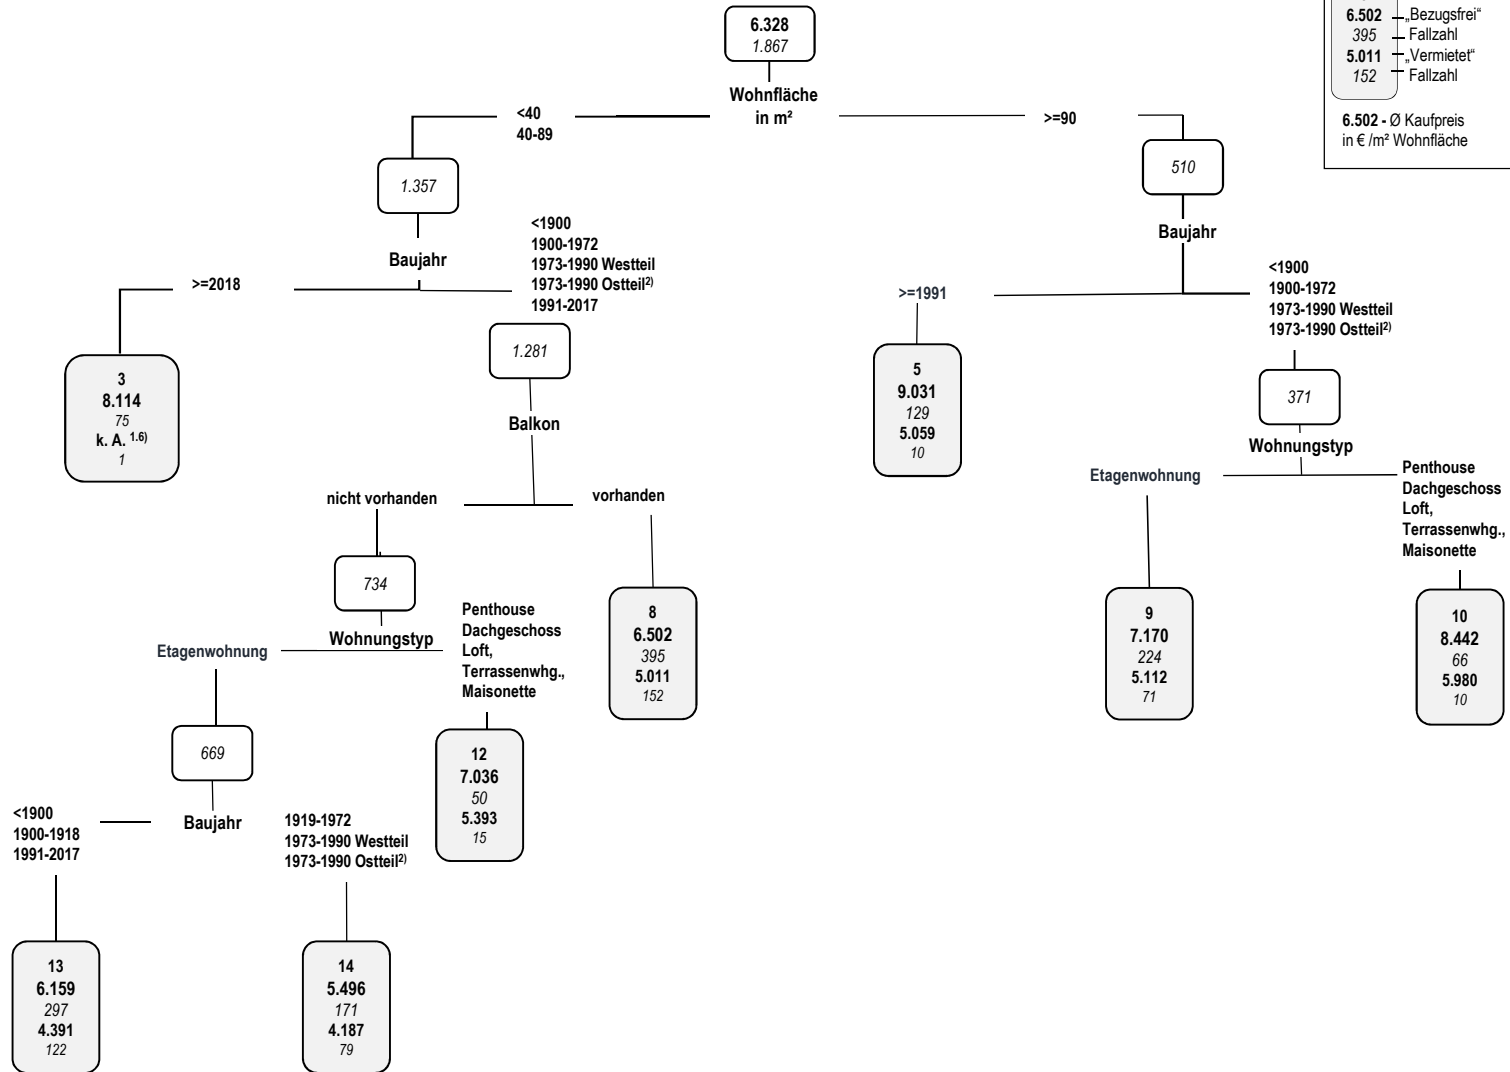 6.328
1.867
Wohnfläche
in m²
6.502 „Bezugsfrei“
395 Fallzahl
5.011 „Vermietet“
152 Fallzahl
6.502 - Ø Kaufpreis
in € /m² Wohnfläche
<40
40-89
>=90
1.357
Baujahr
510
Baujahr
>=2018
<1900
1900-1972
1973-1990 Westteil
1973-1990 Ostteil²⁾
1991-2017
>=1991
<1900
1900-1972
1973-1990 Westteil
1973-1990 Ostteil²⁾
3
8.114
75
k. A. ¹·⁶⁾
1
1.281
Balkon
5
9.031
129
5.059
10
371
Wohnungstyp
nicht vorhanden
vorhanden
Etagenwohnung
Penthouse
Dachgeschoss
Loft,
Terrassenwhg.,
Maisonette
734
Wohnungstyp
8
6.502
395
5.011
152
9
7.170
224
5.112
71
10
8.442
66
5.980
10
Etagenwohnung
Penthouse
Dachgeschoss
Loft,
Terrassenwhg.,
Maisonette
669
Baujahr
12
7.036
50
5.393
15
<1900
1900-1918
1991-2017
1919-1972
1973-1990 Westteil
1973-1990 Ostteil²⁾
13
6.159
297
4.391
122
14
5.496
171
4.187
79